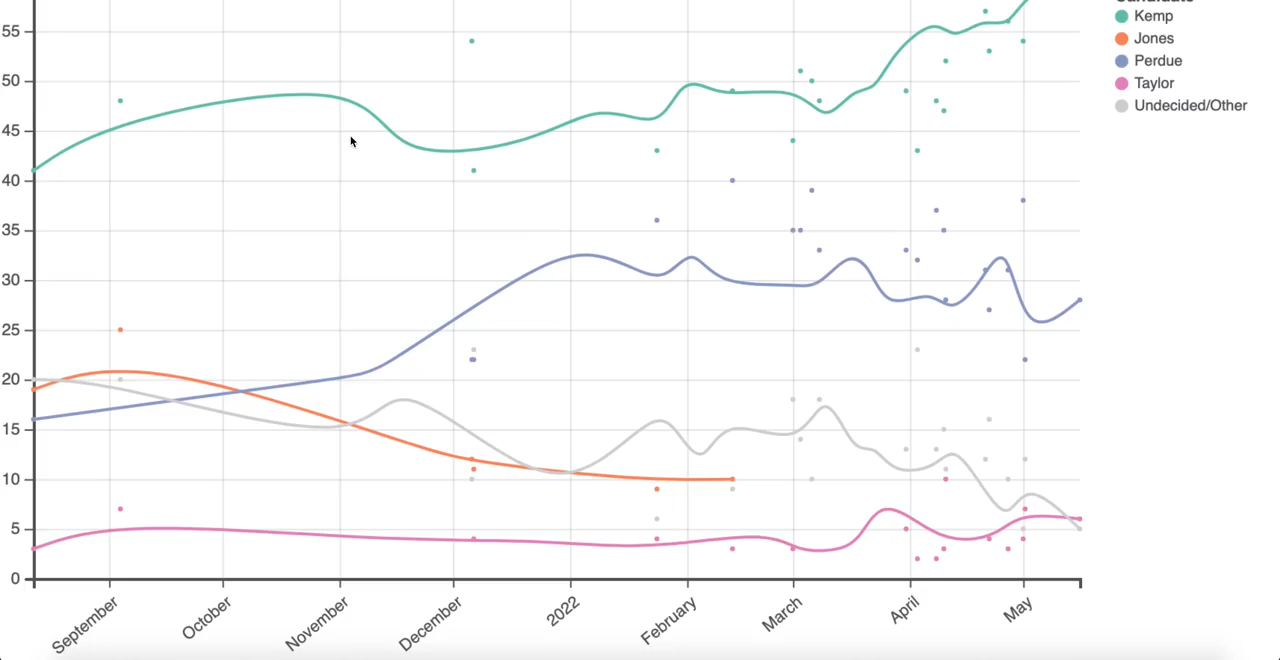 Candidate
Kemp
Jones
Perdue
Taylor
Undecided/Other
55
50
45
40
35
30
25
20
15
10
5
0
September
October
November
December
2022
February
March
April
May